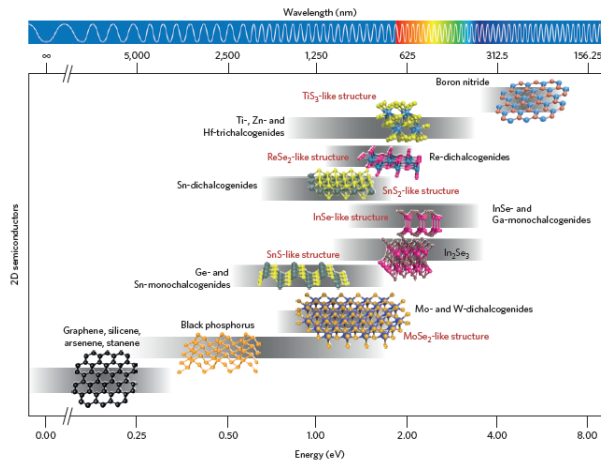 Wavelength (nm)
∞ 5,000 2,500 1,250 625 312.5 156.25
Boron nitride
TiS3-like structure
Ti-, Zn- and
Hf-trichalcogenides
ReSe2-like structure
Re-dichalcogenides
Sn-dichalcogenides
SnS2-like structure
InSe-like structure
InSe- and
Ga-monochalcogenides
SnS-like structure
In2Se3
Ge- and
Sn-monochalcogenides
Mo- and W-dichalcogenides
Graphene, silicene,
arsenene, stanene
Black phosphorus
MoSe2-like structure
2D semiconductors
0.00 0.25 0.50 1.00 2.00 4.00 8.00
Energy (eV)